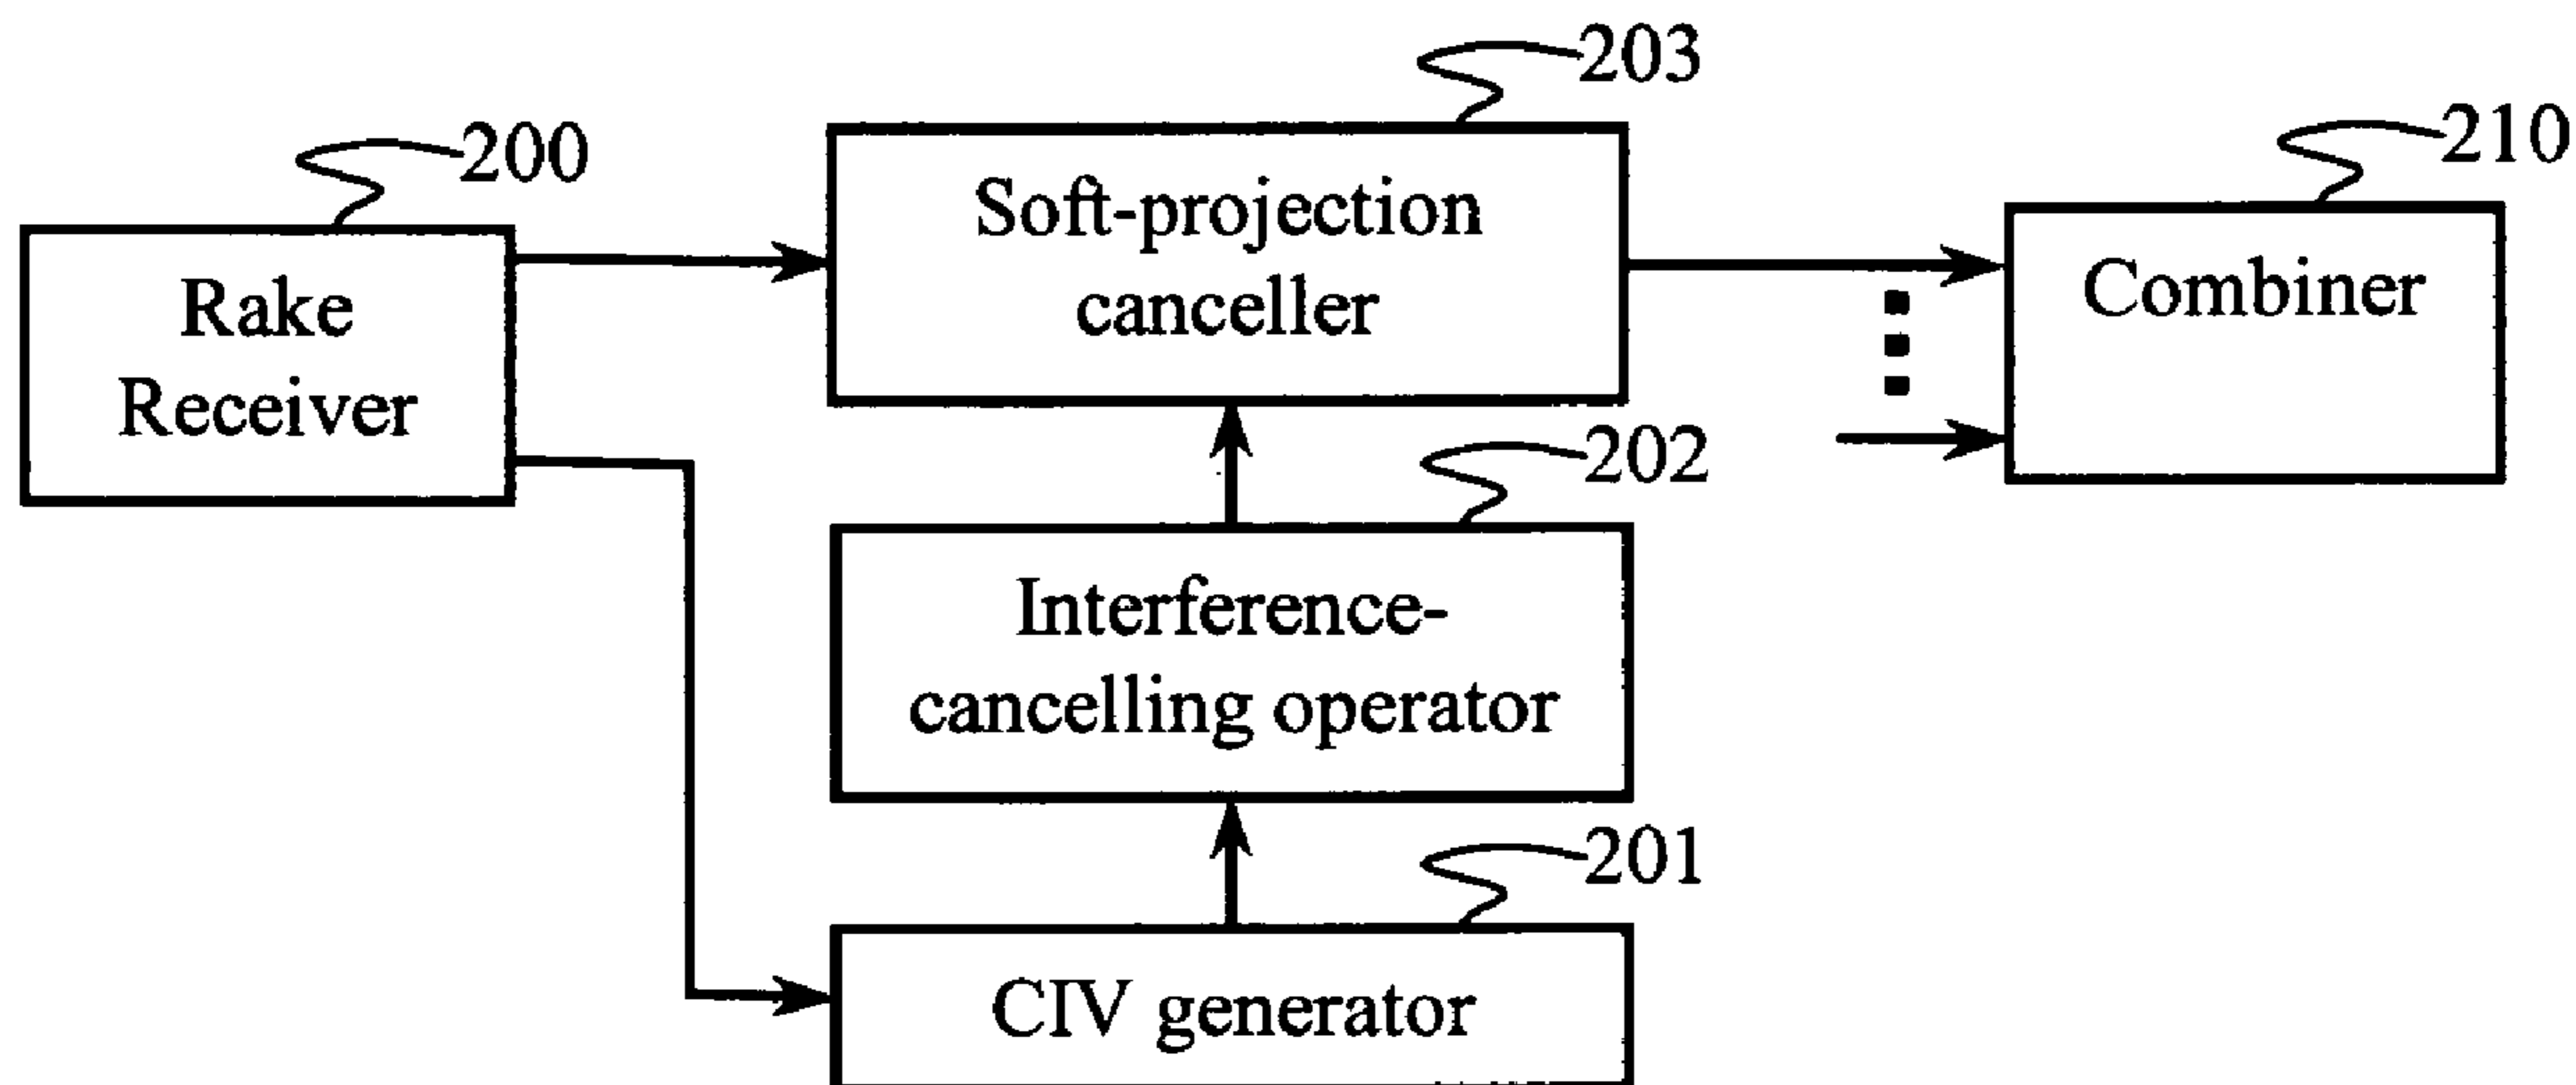 203
200
210
Soft-projection
canceller
Rake
Receiver
Combiner
202
Interference-
cancelling operator
201
CIV generator